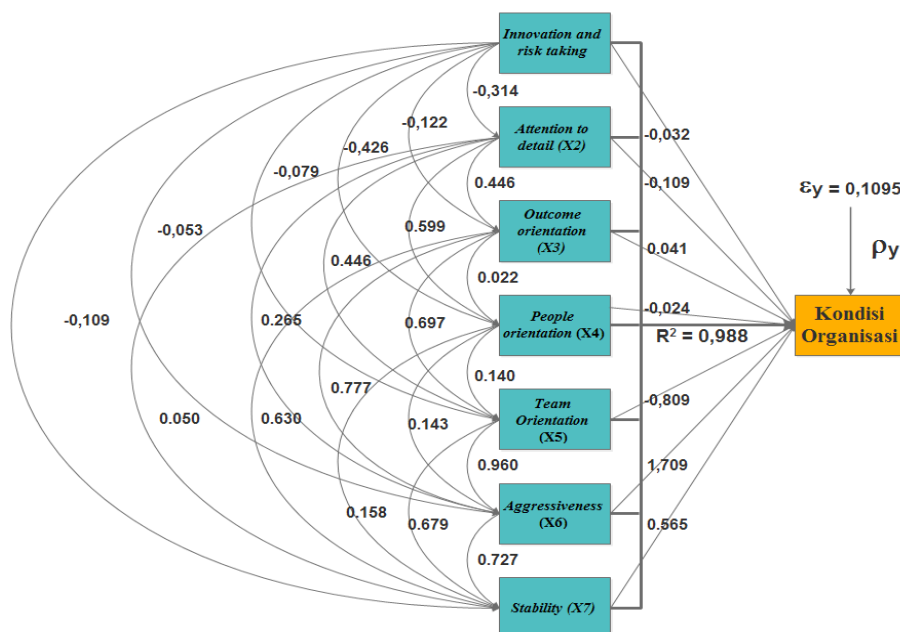 Innovation and
risk taking
-0,314
-0,122
Attention to
detail (X2)
-0,032
-0,426
-0,079
-0,109
εy = 0,1095
0.446
Outcome
orientation
(X3)
0.599
-0,053
0.446
0.041
ρy
0.022
People
orientation (X4)
-0,024
Kondisi
Organisasi
-0,109
0.265
0.697
R² = 0,988
0.140
0.777
Team
Orientation
(X5)
-0,809
0.050
0.630
0.143
0.960
1,709
Aggressiveness
(X6)
0.158
0.679
0.565
0.727
Stability (X7)